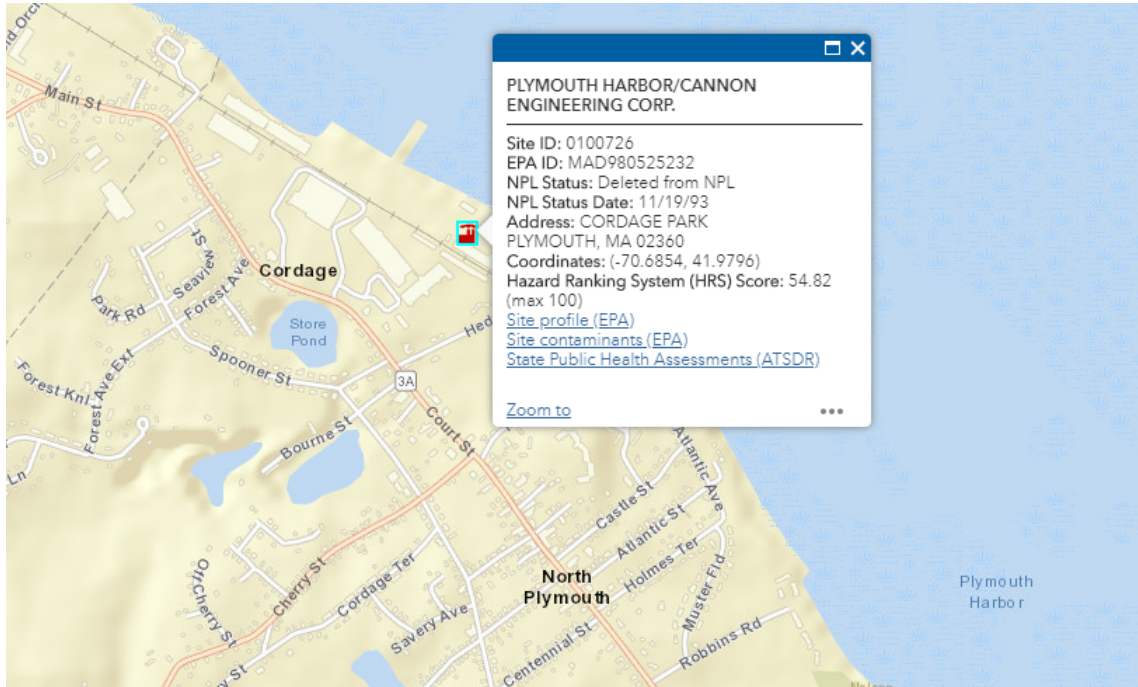 PLYMOUTH HARBOR/CANNON
ENGINEERING CORP.
Site ID: 0100726
EPA ID: MAD980525232
NPL Status: Deleted from NPL
NPL Status Date: 11/19/93
Address: CORDAGE PARK
PLYMOUTH, MA 02360
Coordinates: (-70.6854, 41.9796)
Hazard Ranking System (HRS) Score: 54.82
(max 100)
Site profile (EPA)
Site contaminants (EPA)
State Public Health Assessments (ATSDR)
Zoom to
Main St
Cordage
Seaview St
Forest Ave
Park Rd
Store
Pond
Hed
Spooner St
3A
Forest Knl
Forest Ave Ext
Court St
Bourne St
Ln
Atlantic Ave
Castle St
Atlantic St
Holmes Ter
Off Cherry St
Cherry St
Cordage Ter
North
Plymouth
Muster Fld
Savery Ave
Centennial St
Robbins Rd
Plymouth
Harbor
St